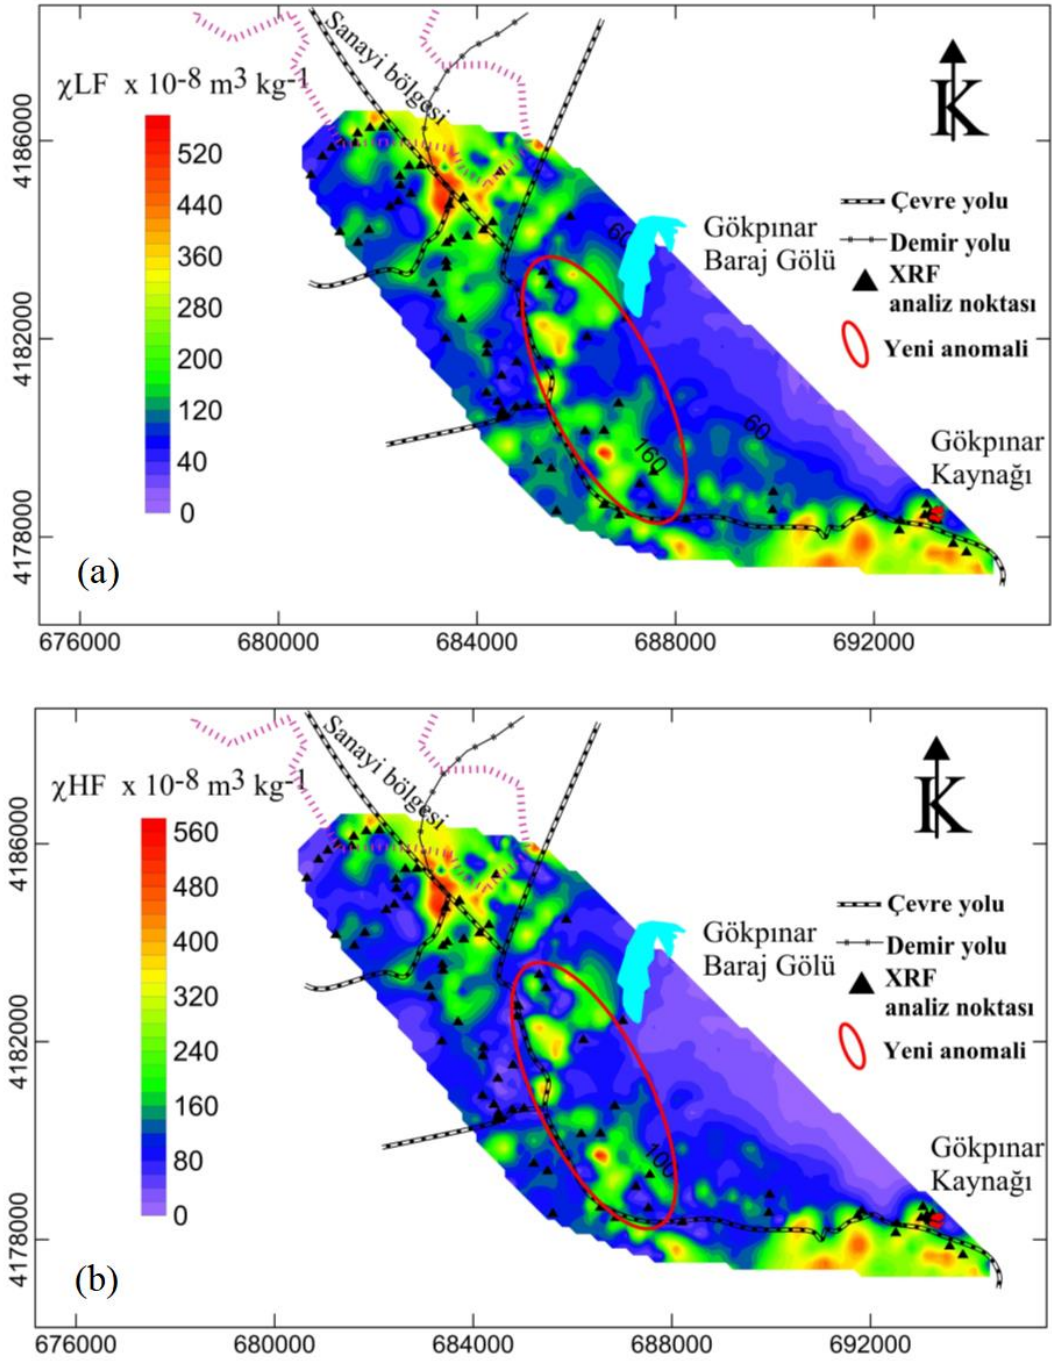 χLF x 10-8 m3 kg-1
520
440
360
280
200
120
40
0
Sanayi bölgesi
K
Çevre yolu
Demir yolu
XRF
analiz noktası
Yeni anomali
Gökpınar
Baraj Gölü
Gökpınar
Kaynağı
60
60
160
4186000
4182000
4178000
(a)
676000 680000 684000 688000 692000
χHF x 10-8 m3 kg-1
560
480
400
320
240
160
80
0
Sanayi bölgesi
K
Çevre yolu
Demir yolu
XRF
analiz noktası
Yeni anomali
Gökpınar
Baraj Gölü
Gökpınar
Kaynağı
100
4186000
4182000
4178000
(b)
676000 680000 684000 688000 692000